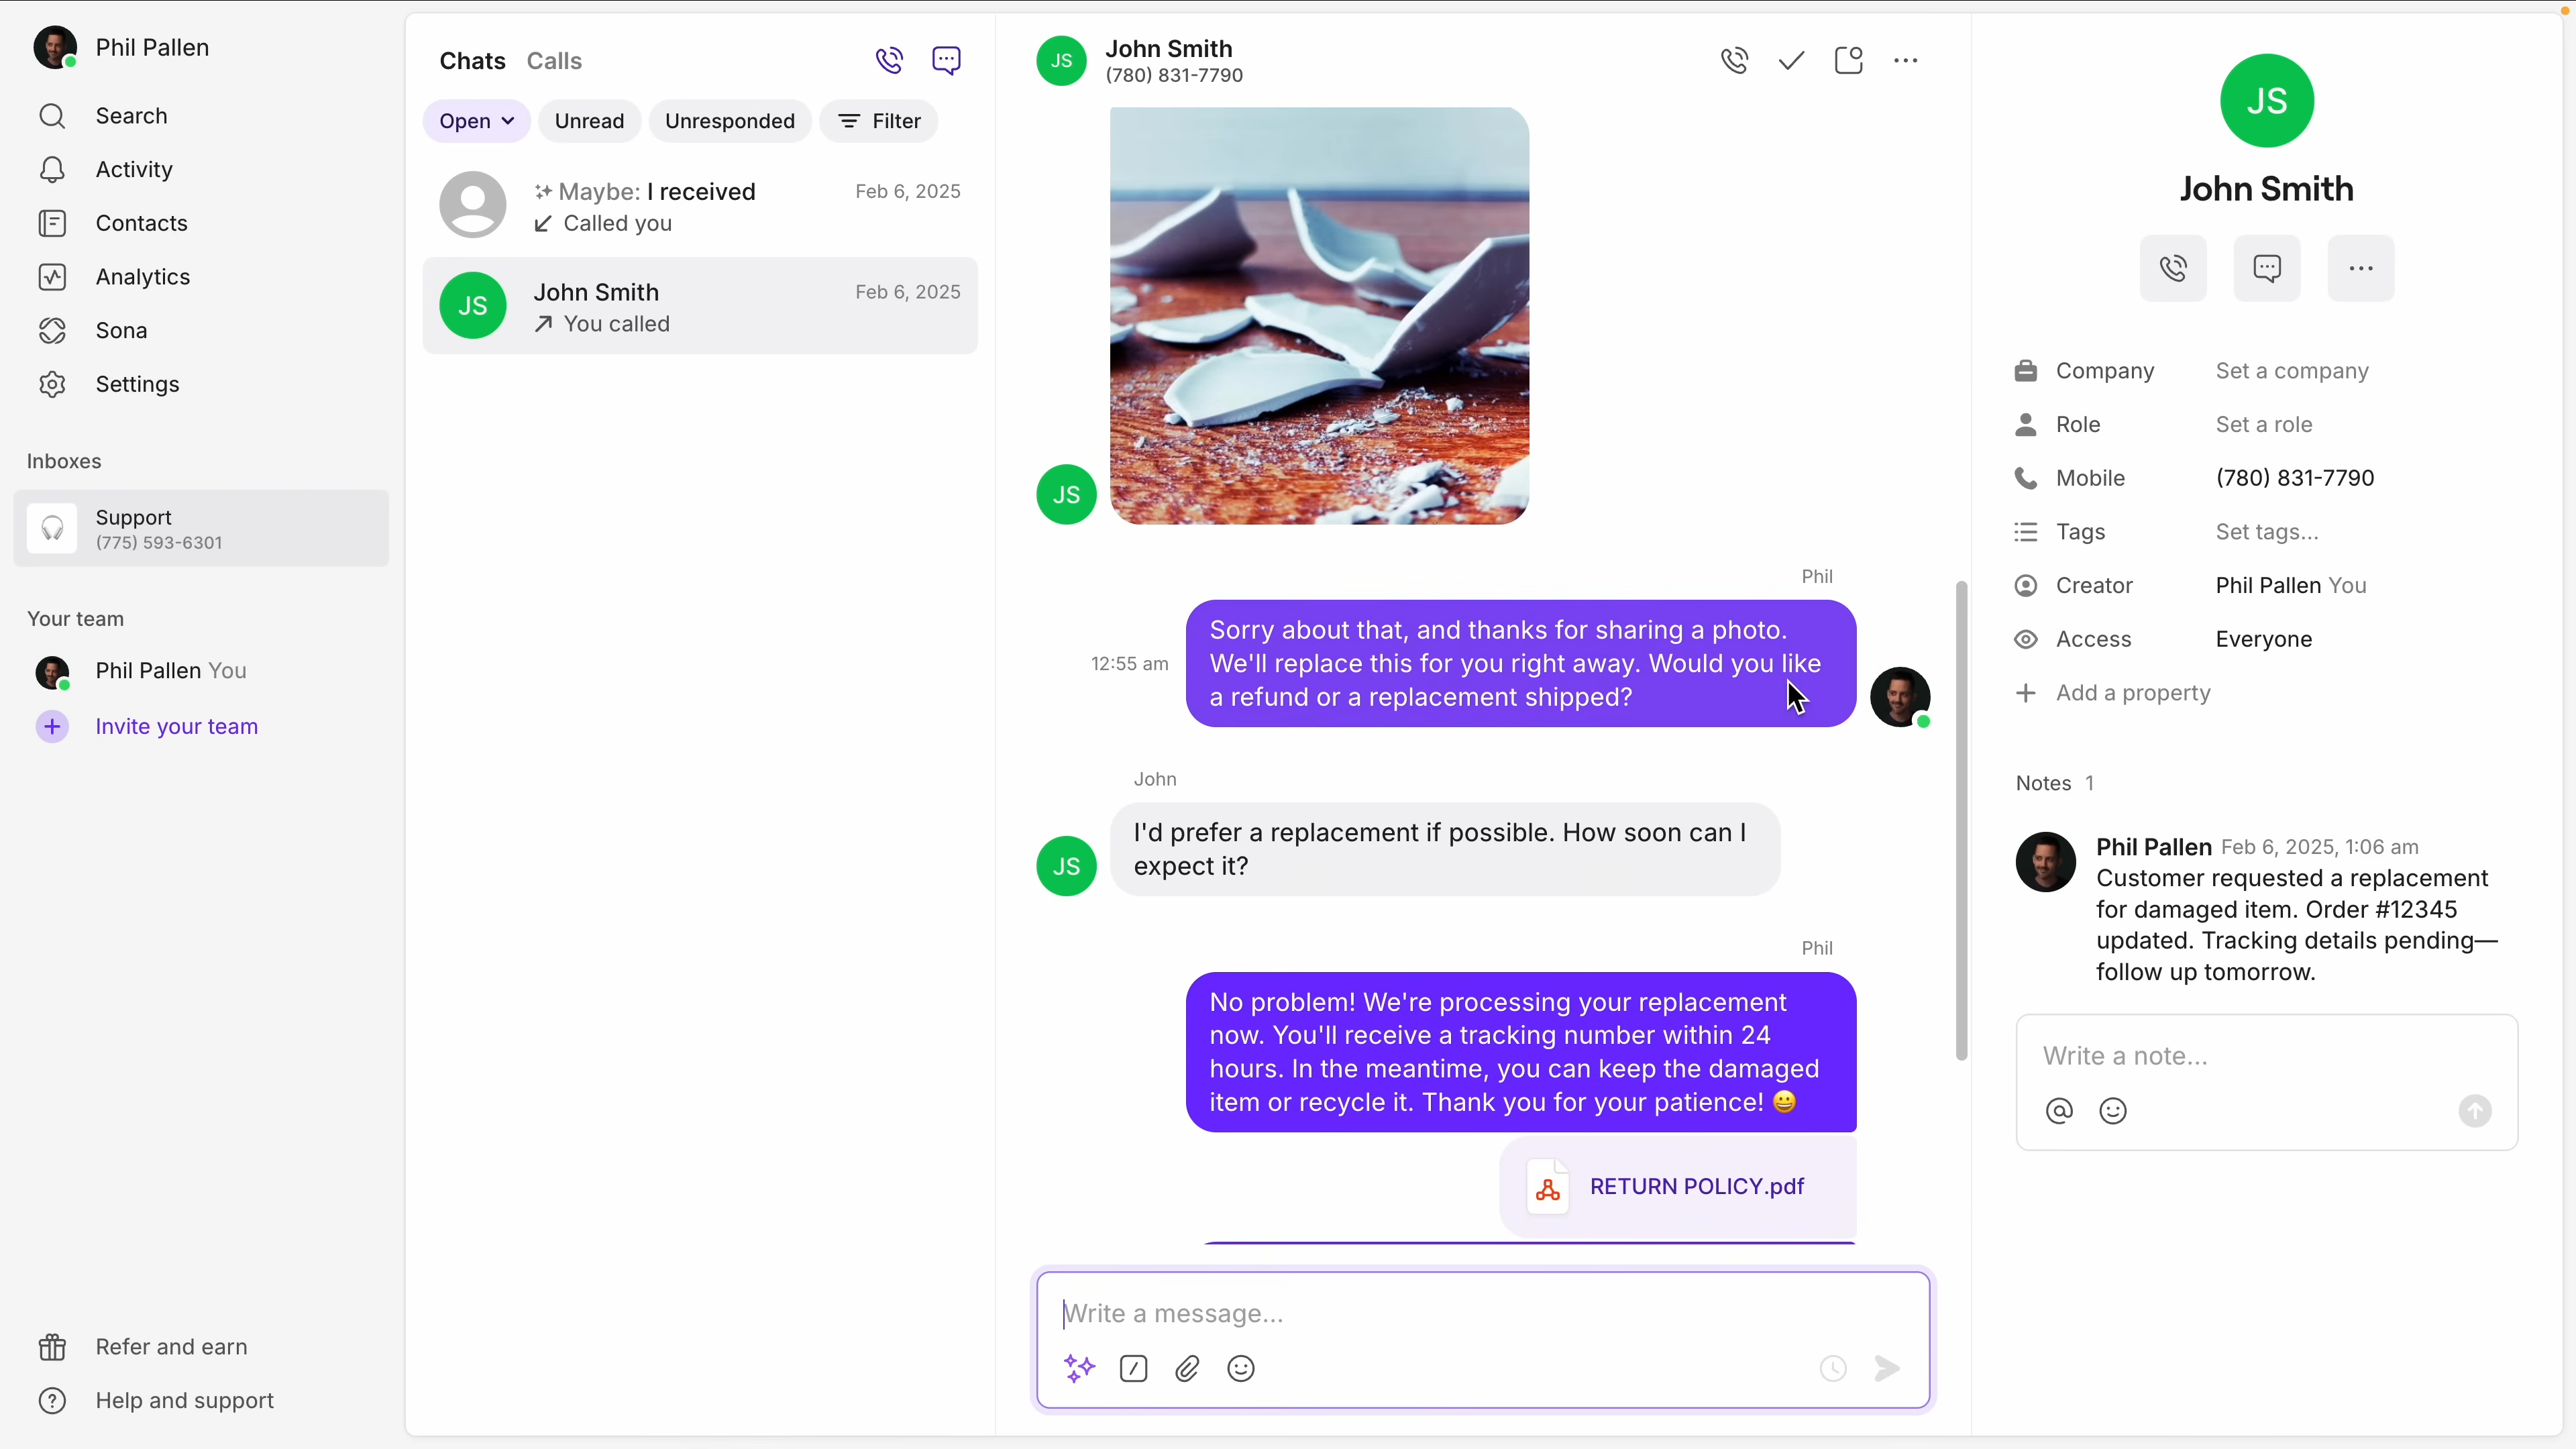 Phil Pallen
Search
Activity
Contacts
Analytics
Sona
Settings
Inboxes
Support
(775) 593-6301
Your team
Phil Pallen You
Invite your team
Refer and earn
Help and support
Chats Calls
Open Unread Unresponded Filter
Maybe: I received Feb 6, 2025
Called you
JS John Smith Feb 6, 2025
You called
JS John Smith
(780) 831-7790
JS
Phil
12:55 am
Sorry about that, and thanks for sharing a photo.
We'll replace this for you right away. Would you like
a refund or a replacement shipped?
John
JS
I'd prefer a replacement if possible. How soon can I
expect it?
Phil
No problem! We're processing your replacement
now. You'll receive a tracking number within 24
hours. In the meantime, you can keep the damaged
item or recycle it. Thank you for your patience! 😀
RETURN POLICY.pdf
Write a message...
JS
John Smith
Company Set a company
Role Set a role
Mobile (780) 831-7790
Tags Set tags...
Creator Phil Pallen You
Access Everyone
Add a property
Notes 1
Phil Pallen Feb 6, 2025, 1:06 am
Customer requested a replacement
for damaged item. Order #12345
updated. Tracking details pending—
follow up tomorrow.
Write a note...